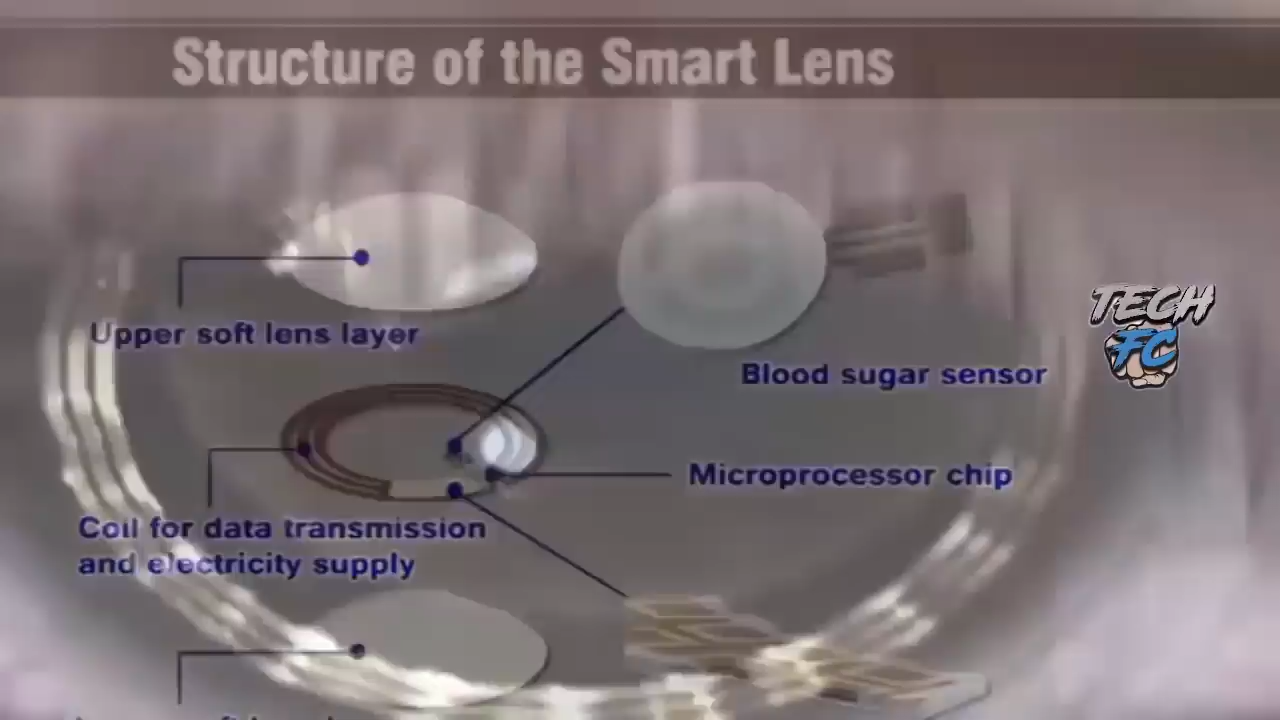 Structure of the Smart Lens
TECH
FC
Upper soft lens layer
Blood sugar sensor
Microprocessor chip
Coil for data transmission
and electricity supply